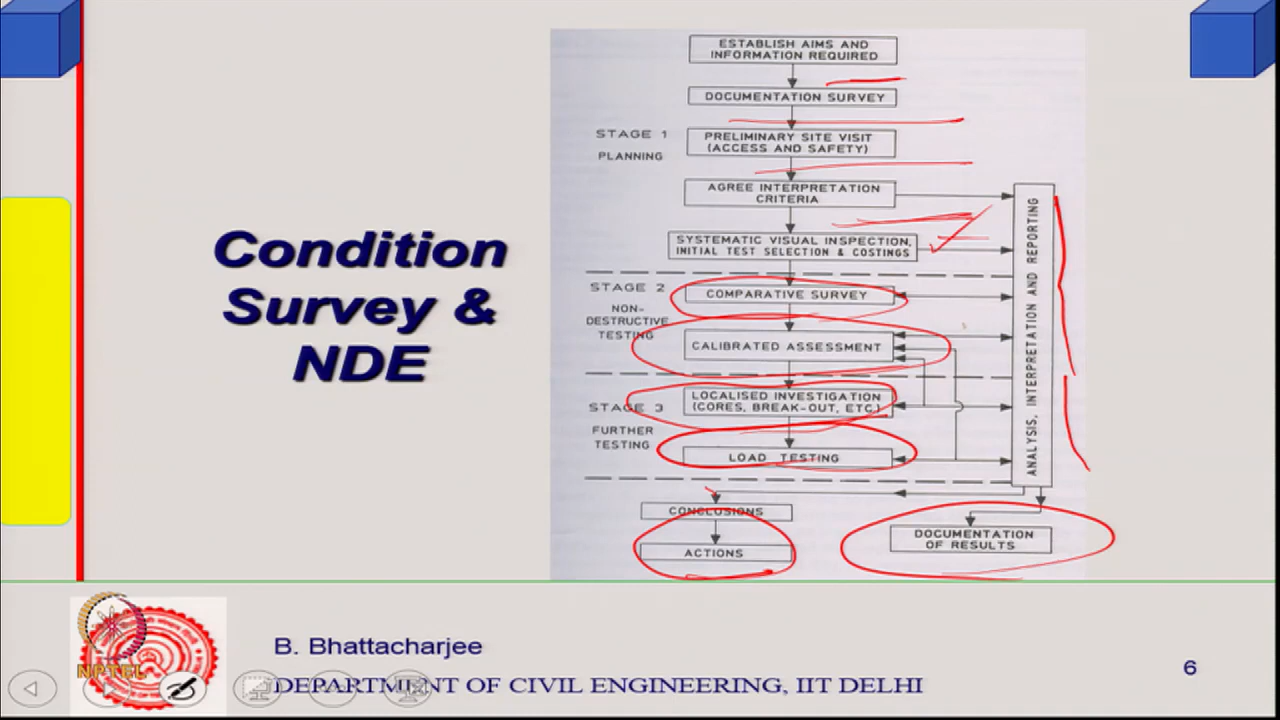 Condition
Survey &
NDE
ESTABLISH AIMS AND
INFORMATION REQUIRED
DOCUMENTATION SURVEY
STAGE 1
PLANNING
PRELIMINARY SITE VISIT
(ACCESS AND SAFETY)
AGREE INTERPRETATION
CRITERIA
SYSTEMATIC VISUAL INSPECTION,
INITIAL TEST SELECTION & COSTINGS
STAGE 2
NON-
DESTRUCTIVE
TESTING
COMPARATIVE SURVEY
CALIBRATED ASSESSMENT
STAGE 3
FURTHER
TESTING
LOCALISED INVESTIGATION
(CORES, BREAK-OUT, ETC.)
LOAD TESTING
ANALYSIS, INTERPRETATION AND REPORTING
CONCLUSIONS
ACTIONS
DOCUMENTATION
OF RESULTS
B. Bhattacharjee
DEPARTMENT OF CIVIL ENGINEERING, IIT DELHI
6
NPTEL